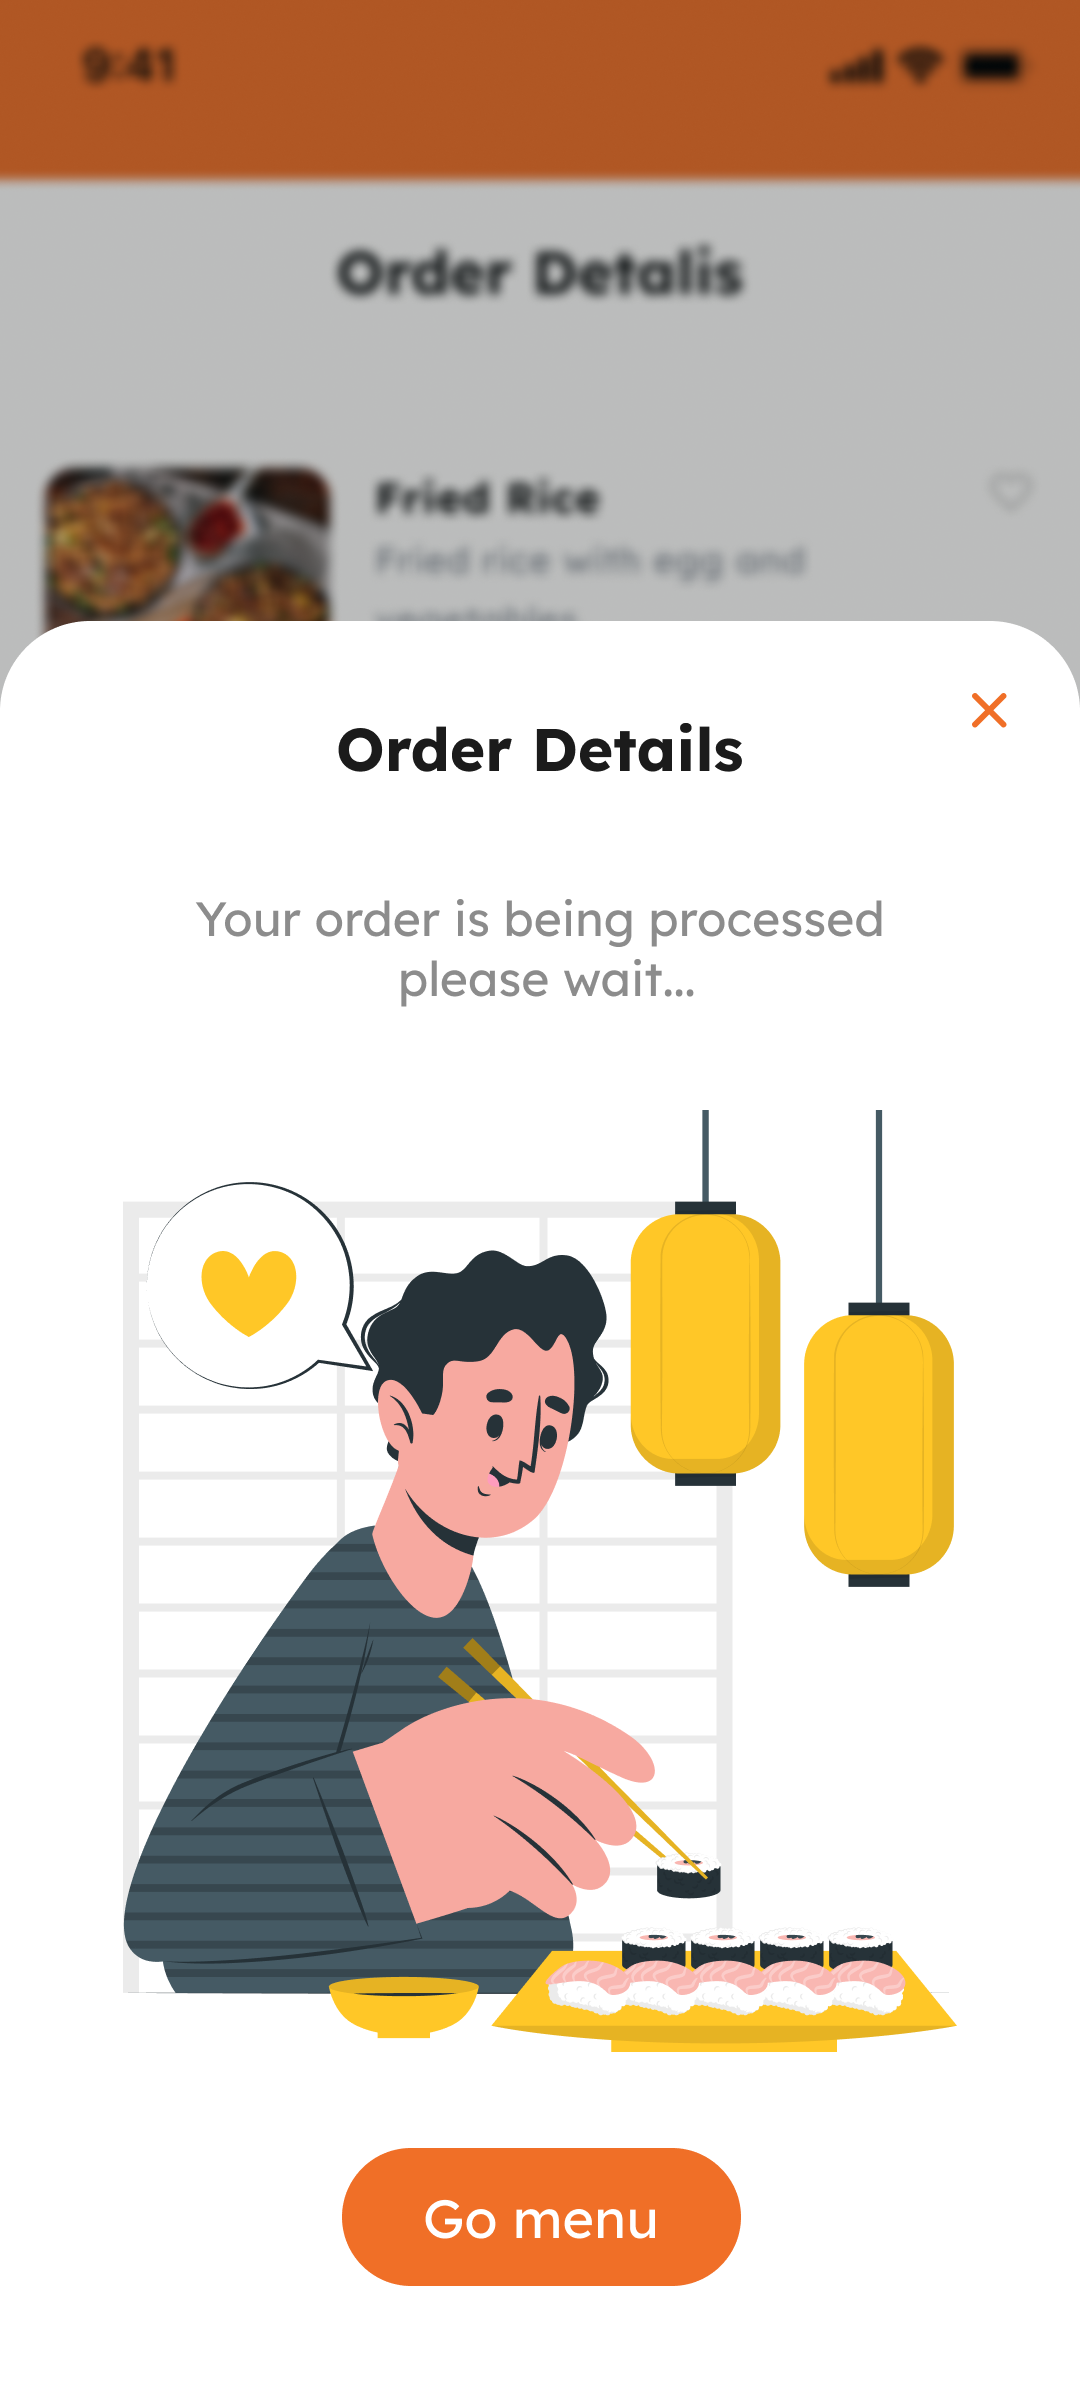 9:41
Order Detalis
Fried Rice
Fried rice with egg and
vegetables
Order Details
Your order is being processed
please wait...
Go menu